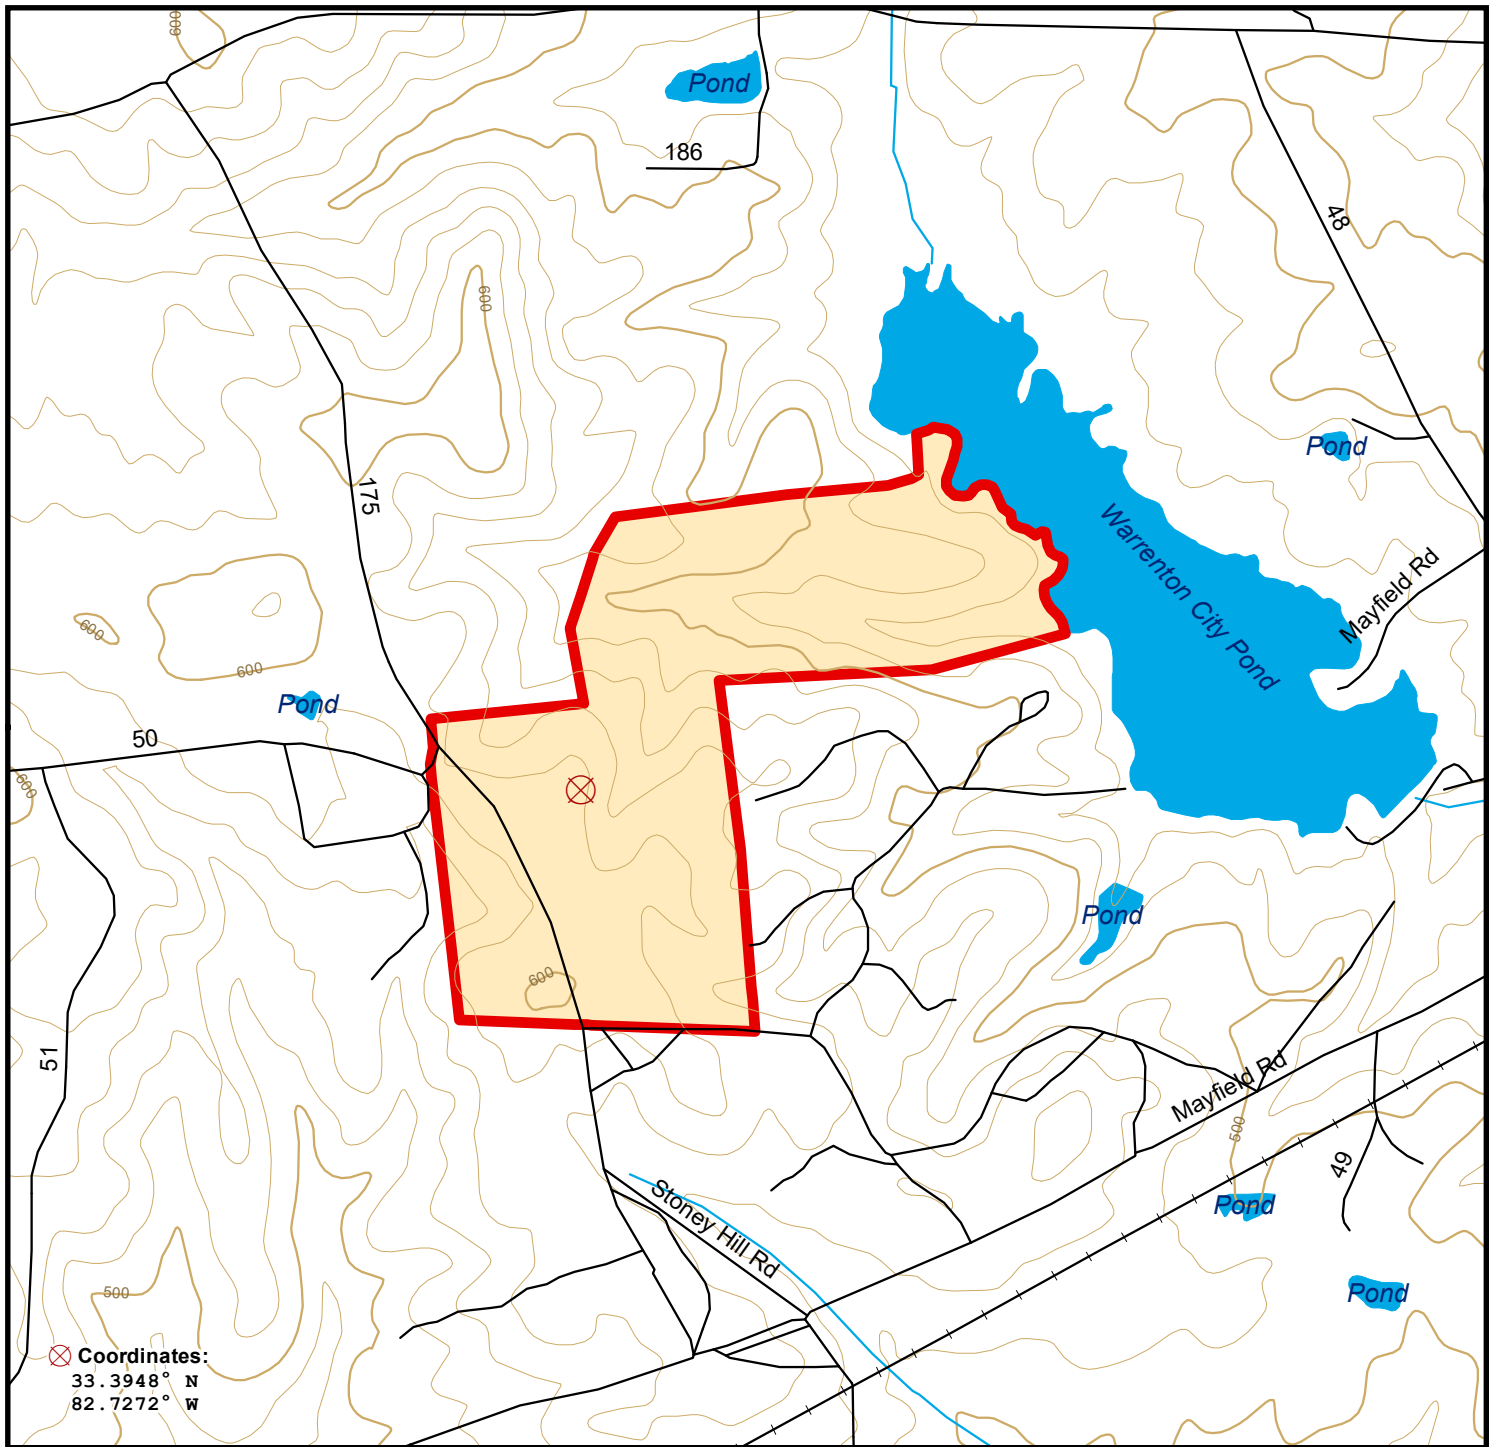 600
Pond
186
48
600
Pond
175
Warrenton City Pond
Mayfield Rd
600
600
Pond
50
600
Pond
600
51
Mayfield Rd
500
49
Stoney Hill Rd
Pond
500
Pond
Coordinates:
33.3948° N
82.7272° W